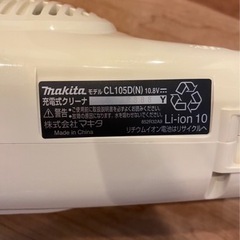 makita モデル CL105D(N) 10.8V
充電式クリーナ
Y
警告
株式会社 マキタ
Made in China
Li-ion 10
リチウムイオン電池はリサイクルへ